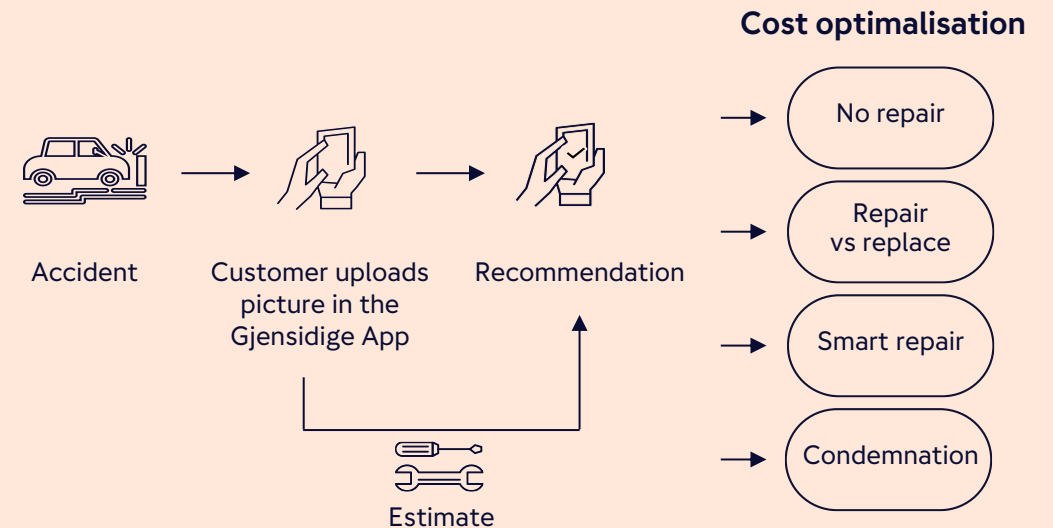 Cost optimalisation
Accident
Customer uploads
picture in the
Gjensidige App
Recommendation
Estimate
No repair
Repair
vs replace
Smart repair
Condemnation